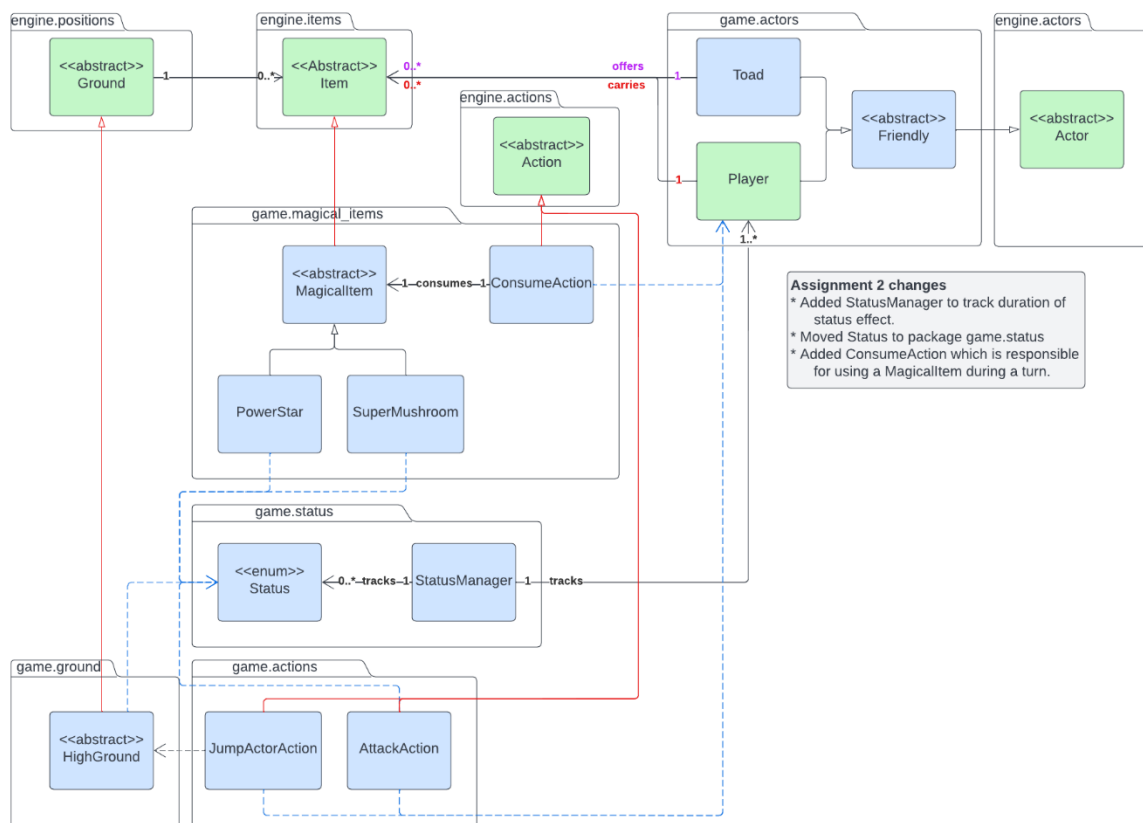 engine.positions
engine.items
game.actors
engine.actors
<<abstract>>
Ground
1
0..*
<<Abstract>>
Item
0..*
0..*
offers
carries
1
Toad
<<abstract>>
Friendly
<<abstract>>
Actor
engine.actions
<<abstract>>
Action
1
Player
1..*
game.magical_items
<<abstract>>
MagicalItem
1
consumes
1
ConsumeAction
Assignment 2 changes
* Added StatusManager to track duration of
status effect.
* Moved Status to package game.status
* Added ConsumeAction which is responsible
for using a MagicalItem during a turn.
PowerStar
SuperMushroom
game.status
<<enum>>
Status
0..*
tracks
1
StatusManager
1
tracks
game.ground
game.actions
<<abstract>>
HighGround
JumpActorAction
AttackAction